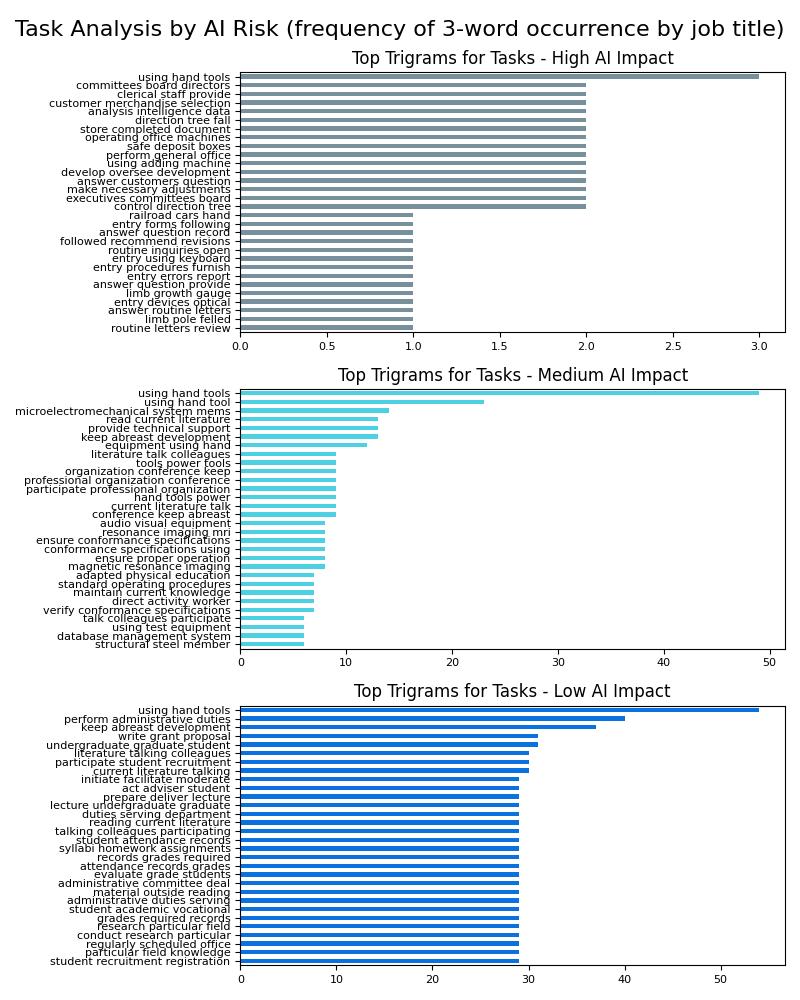 Task Analysis by AI Risk (frequency of 3-word occurrence by job title)
Top Trigrams for Tasks - High AI Impact
using hand tools
committees board directors
clerical staff provide
customer merchandise selection
analysis intelligence data
direction tree fall
store completed document
operating office machines
safe deposit boxes
perform general office
using adding machine
develop oversee development
answer customers question
make necessary adjustments
executives committees board
control direction tree
railroad cars hand
entry forms following
answer question record
followed recommend revisions
routine inquiries open
entry using keyboard
entry procedures furnish
entry errors report
answer question provide
limb growth gauge
entry devices optical
answer routine letters
limb pole felled
routine letters review
0.0 0.5 1.0 1.5 2.0 2.5 3.0
Top Trigrams for Tasks - Medium AI Impact
using hand tools
using hand tool
microelectromechanical system mems
read current literature
provide technical support
keep abreast development
equipment using hand
literature talk colleagues
tools power tools
organization conference keep
professional organization conference
participate professional organization
hand tools power
current literature talk
conference keep abreast
audio visual equipment
resonance imaging mri
ensure conformance specifications
conformance specifications using
ensure proper operation
magnetic resonance imaging
adapted physical education
standard operating procedures
maintain current knowledge
direct activity worker
verify conformance specifications
talk colleagues participate
using test equipment
database management system
structural steel member
0 10 20 30 40 50
Top Trigrams for Tasks - Low AI Impact
using hand tools
perform administrative duties
keep abreast development
write grant proposal
undergraduate graduate student
literature talking colleagues
participate student recruitment
current literature talking
initiate facilitate moderate
act adviser student
prepare deliver lecture
lecture undergraduate graduate
duties serving department
reading current literature
talking colleagues participating
student attendance records
syllabi homework assignments
records grades required
attendance records grades
evaluate grade students
administrative committee deal
material outside reading
administrative duties serving
student academic vocational
grades required records
research particular field
conduct research particular
regularly scheduled office
particular field knowledge
student recruitment registration
0 10 20 30 40 50